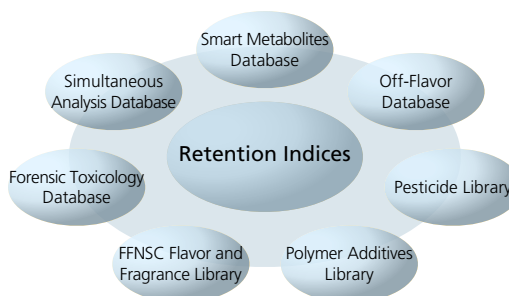 Smart Metabolites
Database
Simultaneous
Analysis Database
Off-Flavor
Database
Retention Indices
Forensic Toxicology
Database
Pesticide Library
FFNSC Flavor and
Fragrance Library
Polymer Additives
Library